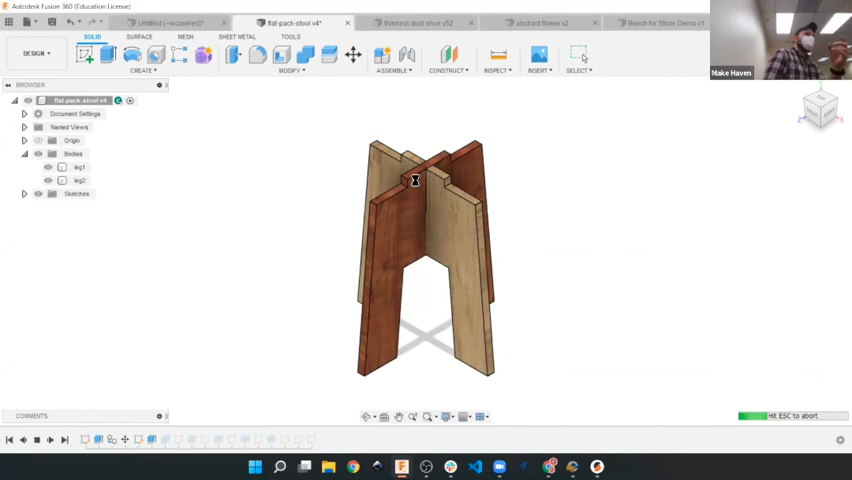 Autodesk Fusion 360 (Education License)
Untitled (~recovered)*
flat-pack-stool v4*
thinnest dust shoe v52
abstract flower v2
Bench for Slicer Demo v1
SOLID SURFACE MESH SHEET METAL TOOLS
DESIGN
CREATE MODIFY ASSEMBLE CONSTRUCT INSPECT INSERT SELECT
Make Haven
BROWSER
flat-pack-stool v4
Document Settings
Named Views
Origin
Bodies
leg1
leg2
Sketches
Z
X
COMMENTS
Hit ESC to abort